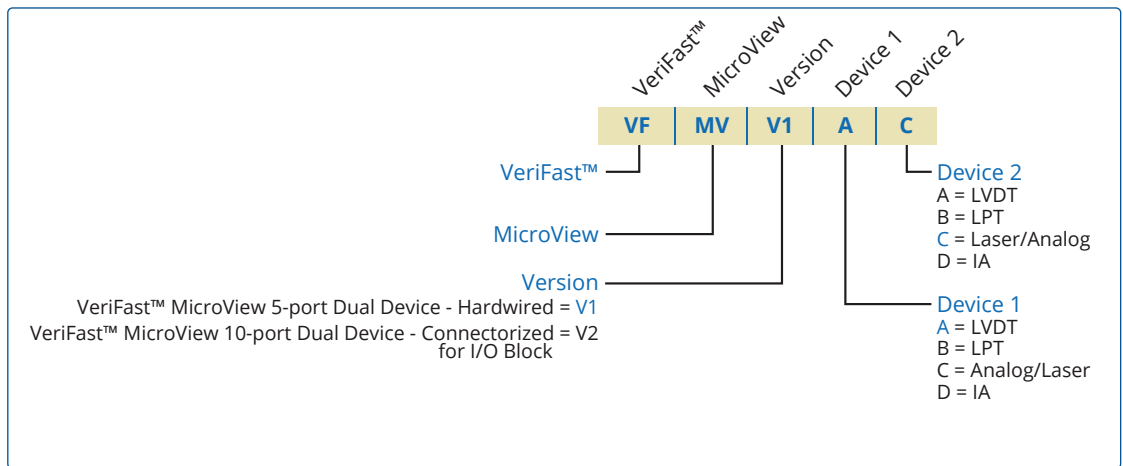 VeriFast™
MicroView
Version
Device 1
Device 2
VF MV V1 A C
VeriFast™
MicroView
Version
VeriFast™ MicroView 5-port Dual Device - Hardwired = V1
VeriFast™ MicroView 10-port Dual Device - Connectorized = V2
for I/O Block
Device 2
A = LVDT
B = LPT
C = Laser/Analog
D = IA
Device 1
A = LVDT
B = LPT
C = Analog/Laser
D = IA